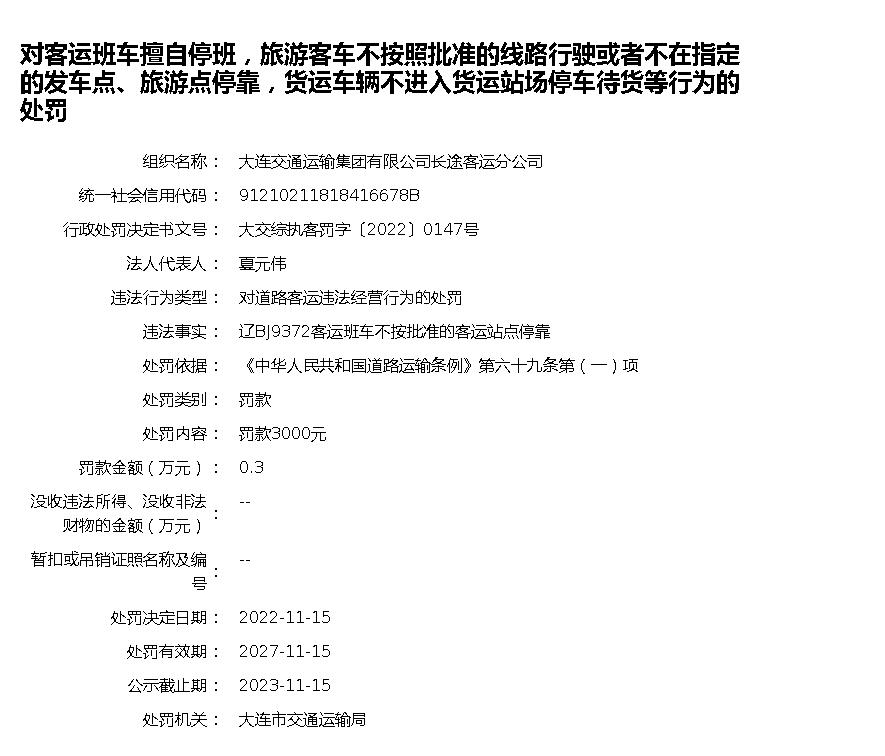 对客运班车擅自停班，旅游客车不按照批准的线路行驶或者不在指定
的发车点、旅游点停靠，货运车辆不进入货运站场停车待货等行为的
处罚
组织名称： 大连交通运输集团有限公司长途客运分公司
统一社会信用代码： 91210211818416678B
行政处罚决定书文号： 大交综执客罚字〔2022〕0147号
法人代表人： 夏元伟
违法行为类型： 对道路客运违法经营行为的处罚
违法事实： 辽BJ9372客运班车不按批准的客运站点停靠
处罚依据： 《中华人民共和国道路运输条例》第六十九条第（一）项
处罚类别： 罚款
处罚内容： 罚款3000元
罚款金额（万元）： 0.3
没收违法所得、没收非法 --
财物的金额（万元）：
暂扣或吊销证照名称及编 --
号：
处罚决定日期： 2022-11-15
处罚有效期： 2027-11-15
公示截止期： 2023-11-15
处罚机关： 大连市交通运输局